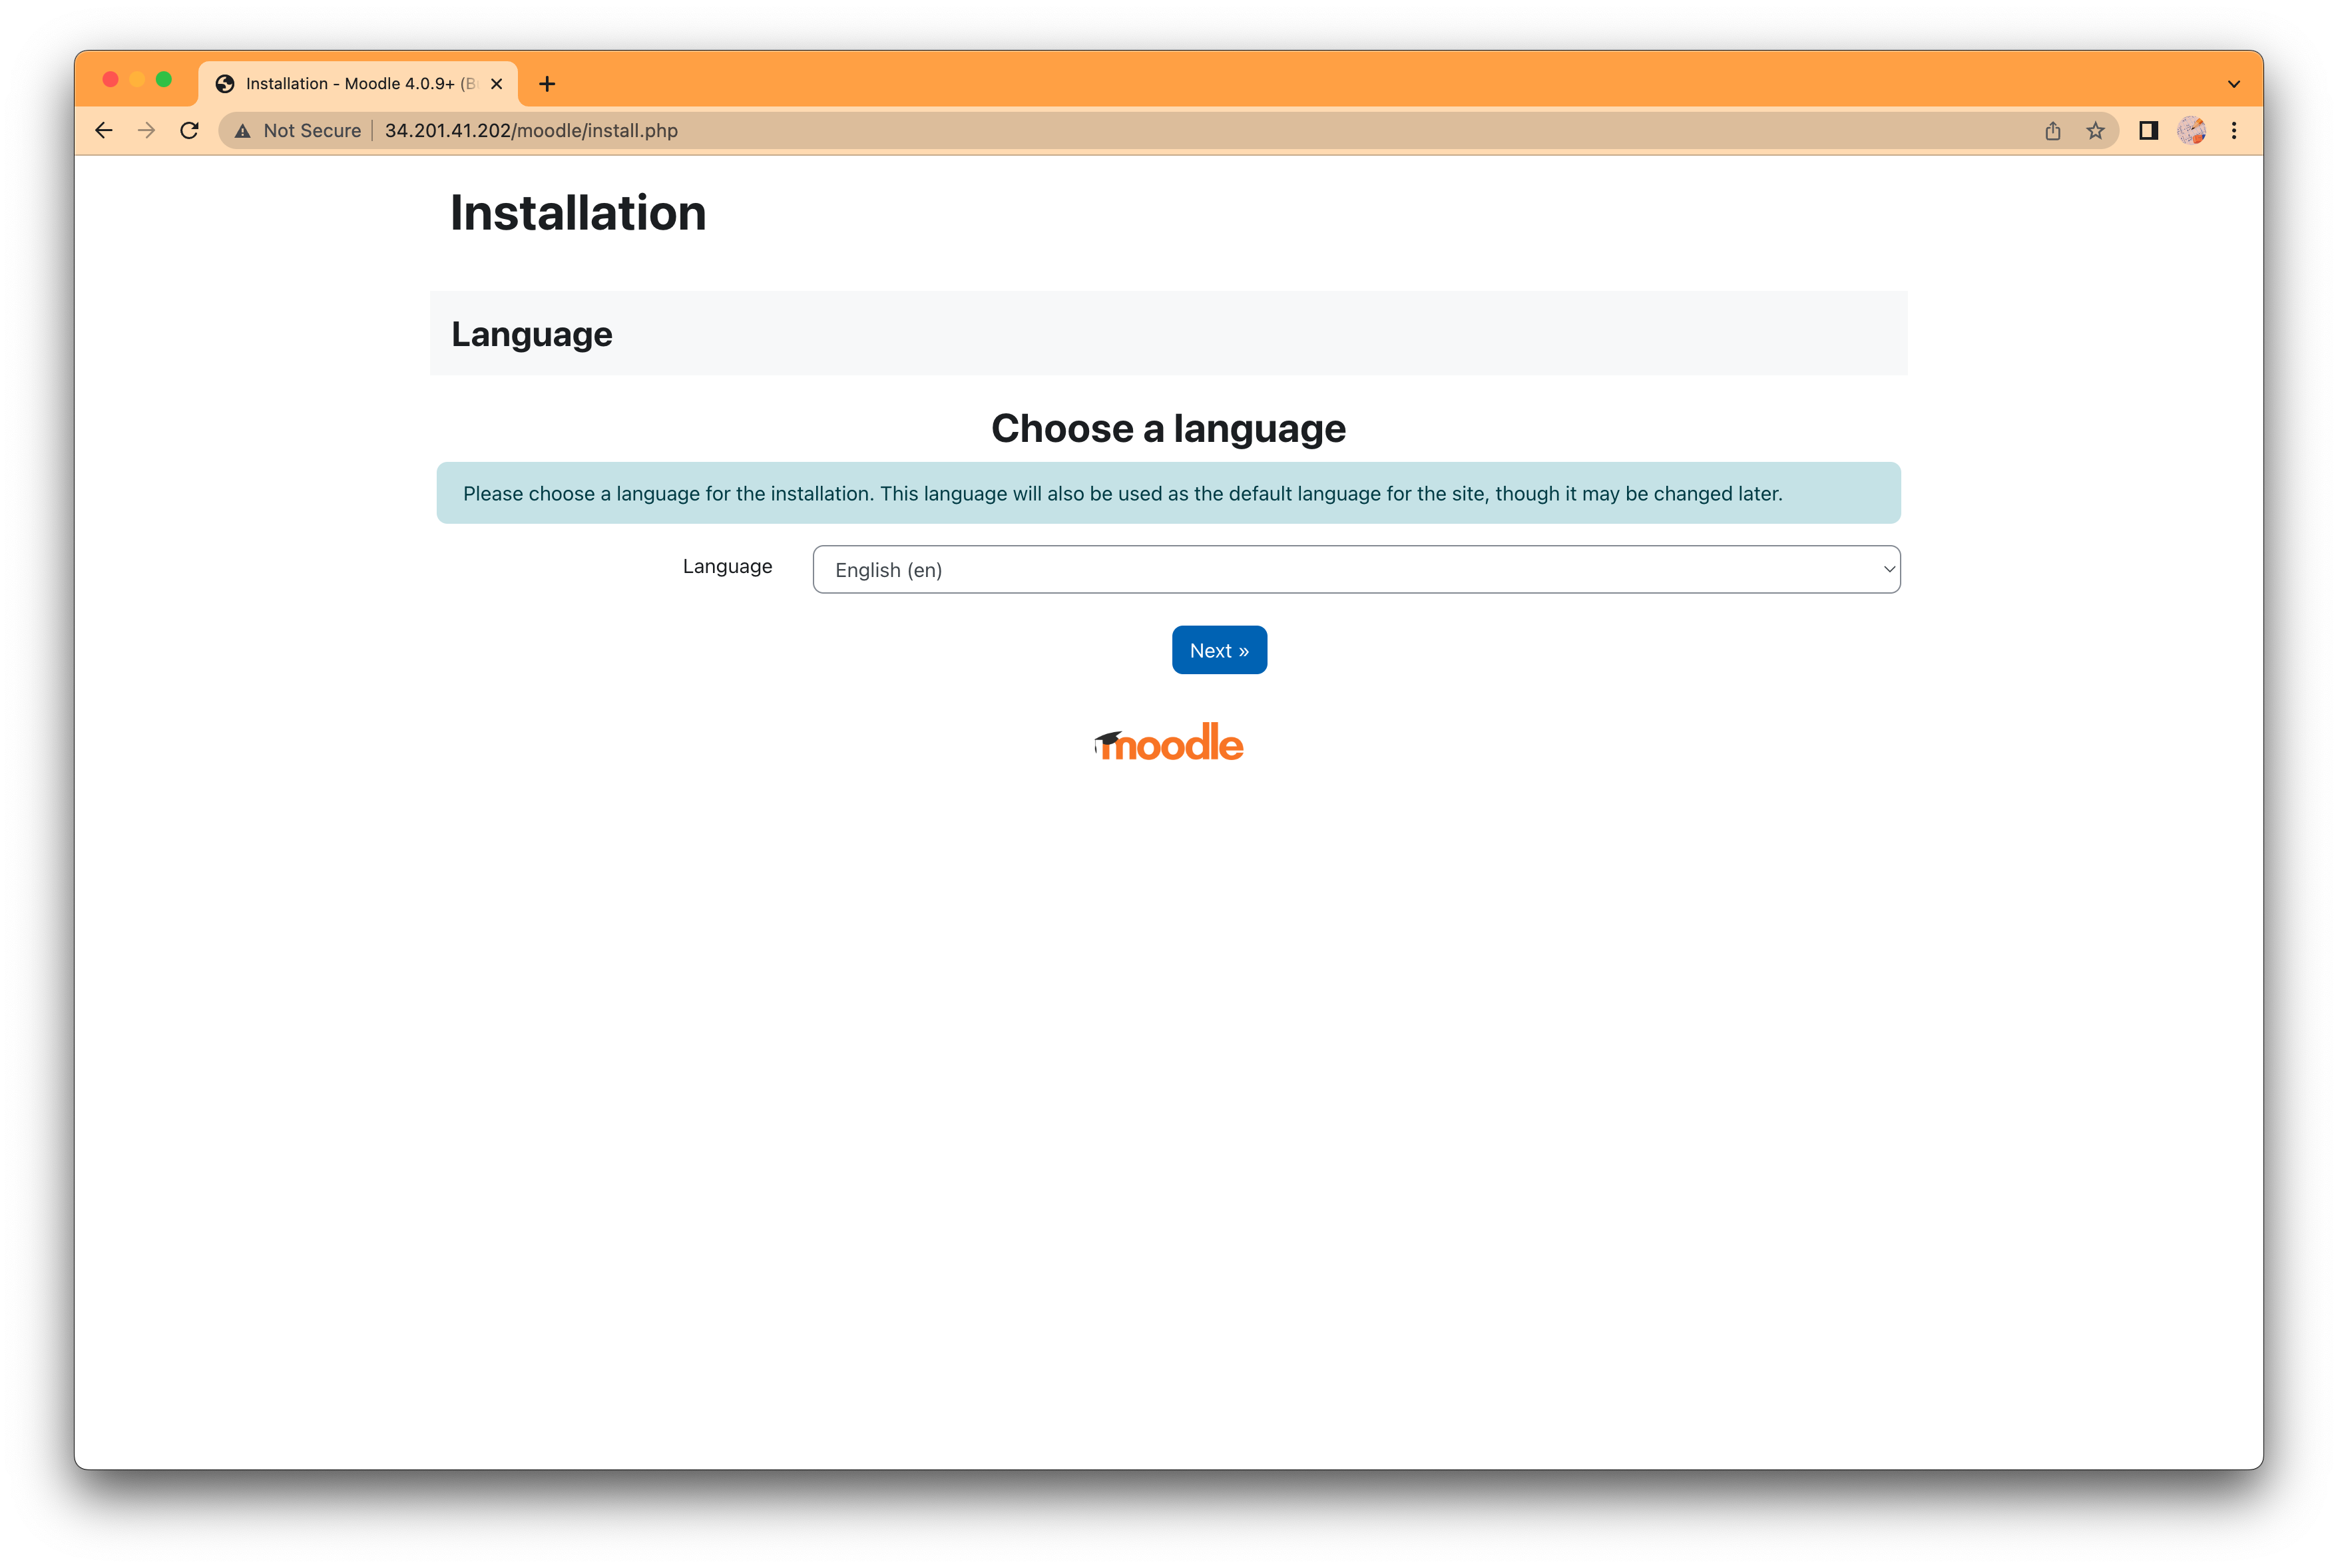 Installation - Moodle 4.0.9+ (B
Not Secure
34.201.41.202/moodle/install.php
Installation
Language
Choose a language
Please choose a language for the installation. This language will also be used as the default language for the site, though it may be changed later.
Language
English (en)
Next »
moodle